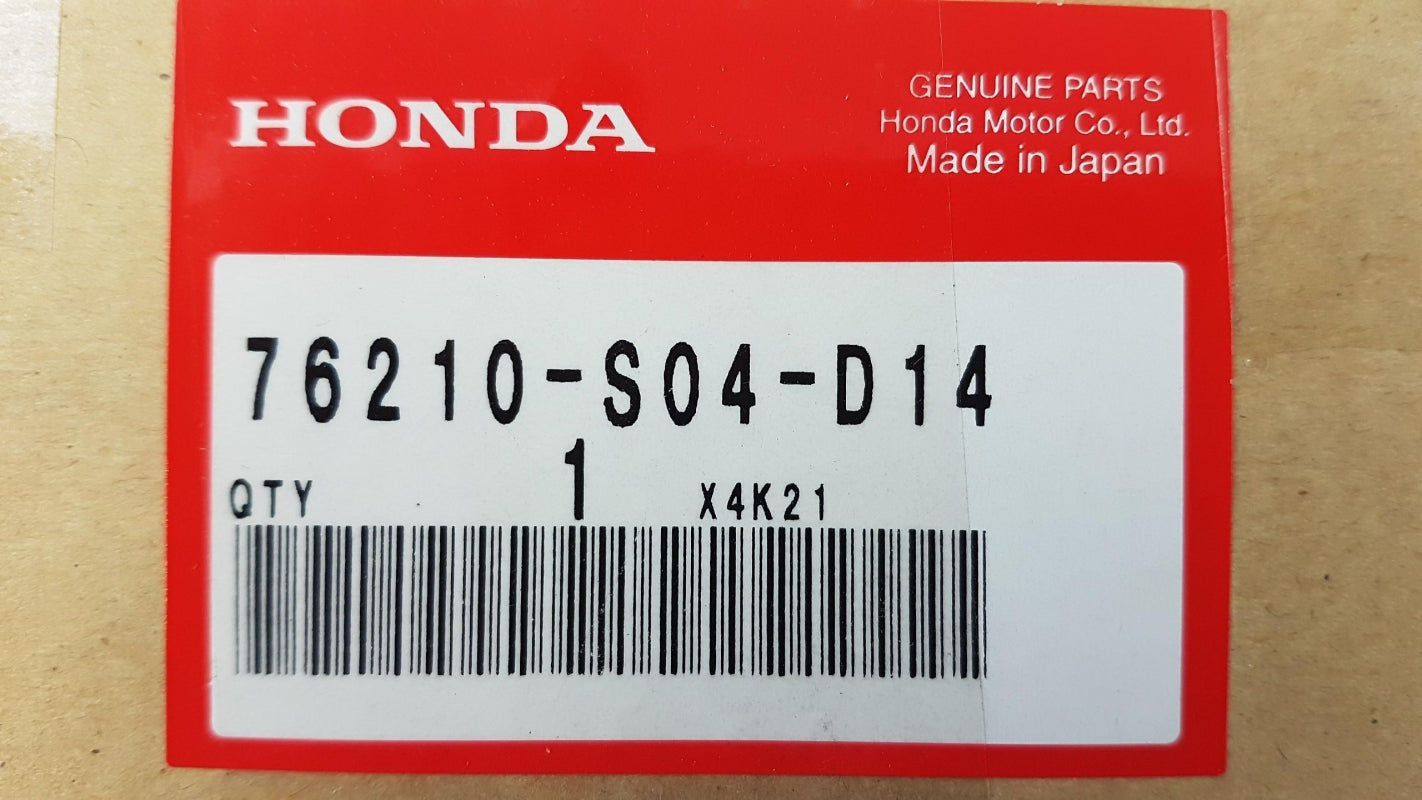 HONDA
GENUINE PARTS
Honda Motor Co., Ltd.
Made in Japan
76210-S04-D14
QTY 1 X4K21